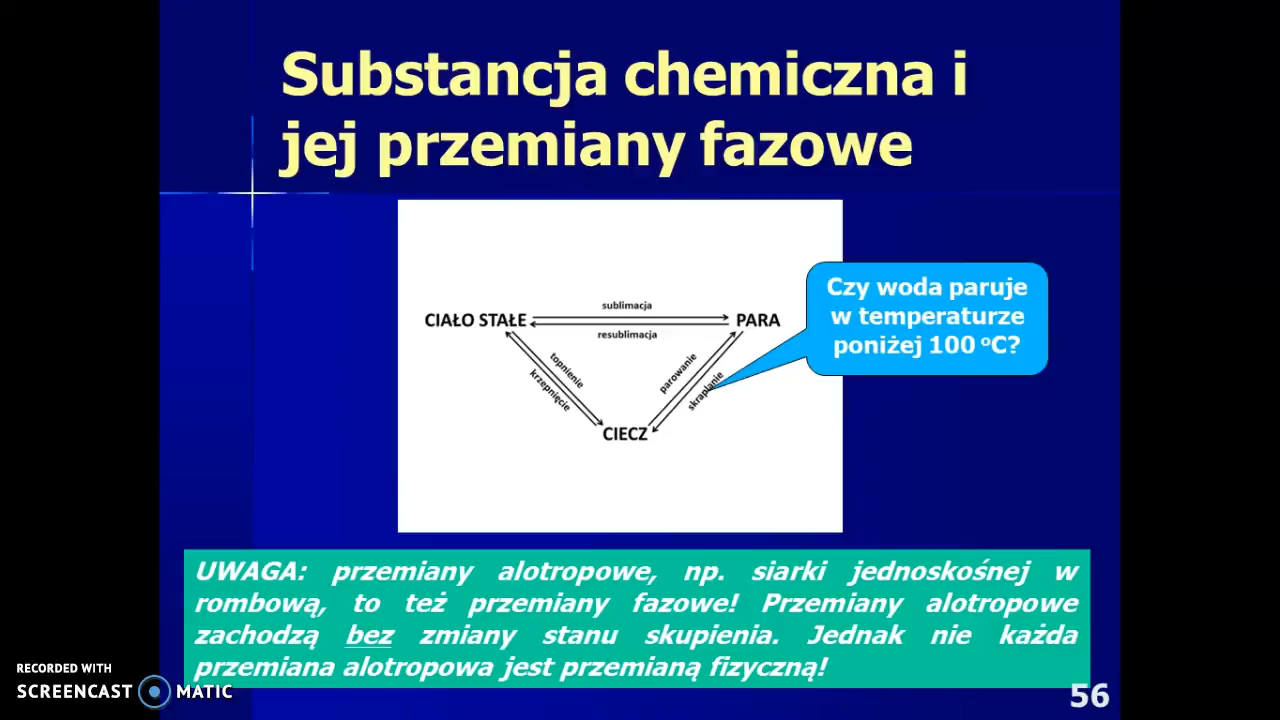 Substancja chemiczna i
jej przemiany fazowe
sublimacja
CIAŁO STAŁE
PARA
resublimacja
topnienie
krzepnięcie
parowanie
skraplanie
CIECZ
Czy woda paruje
w temperaturze
poniżej 100 °C?
UWAGA: przemiany alotropowe, np. siarki jednoskośnej w
rombową, to też przemiany fazowe! Przemiany alotropowe
zachodzą bez zmiany stanu skupienia. Jednak nie każda
przemiana alotropowa jest przemianą fizyczną!
RECORDED WITH
SCREENCAST MATIC
56